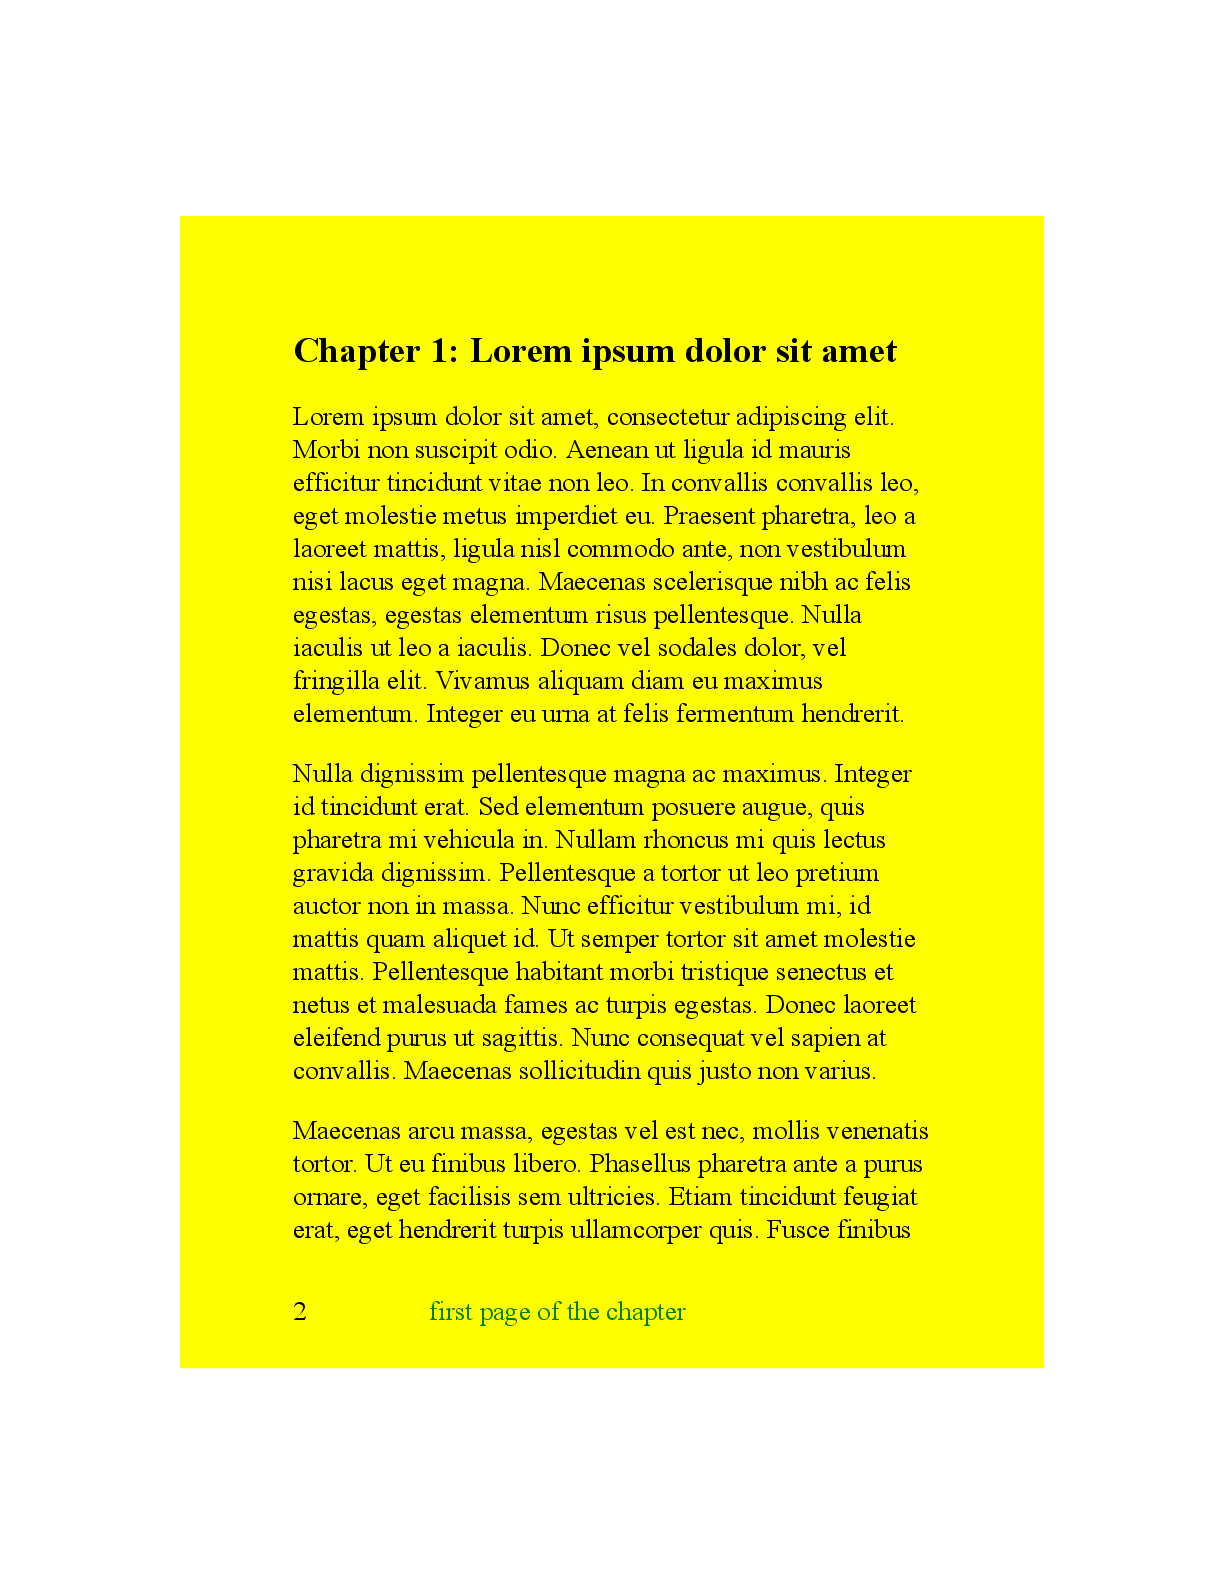 Chapter 1: Lorem ipsum dolor sit amet
Lorem ipsum dolor sit amet, consectetur adipiscing elit.
Morbi non suscipit odio. Aenean ut ligula id mauris
efficitur tincidunt vitae non leo. In convallis convallis leo,
eget molestie metus imperdiet eu. Praesent pharetra, leo a
laoreet mattis, ligula nisl commodo ante, non vestibulum
nisi lacus eget magna. Maecenas scelerisque nibh ac felis
egestas, egestas elementum risus pellentesque. Nulla
iaculis ut leo a iaculis. Donec vel sodales dolor, vel
fringilla elit. Vivamus aliquam diam eu maximus
elementum. Integer eu urna at felis fermentum hendrerit.
Nulla dignissim pellentesque magna ac maximus. Integer
id tincidunt erat. Sed elementum posuere augue, quis
pharetra mi vehicula in. Nullam rhoncus mi quis lectus
gravida dignissim. Pellentesque a tortor ut leo pretium
auctor non in massa. Nunc efficitur vestibulum mi, id
mattis quam aliquet id. Ut semper tortor sit amet molestie
mattis. Pellentesque habitant morbi tristique senectus et
netus et malesuada fames ac turpis egestas. Donec laoreet
eleifend purus ut sagittis. Nunc consequat vel sapien at
convallis. Maecenas sollicitudin quis justo non varius.
Maecenas arcu massa, egestas vel est nec, mollis venenatis
tortor. Ut eu finibus libero. Phasellus pharetra ante a purus
ornare, eget facilisis sem ultricies. Etiam tincidunt feugiat
erat, eget hendrerit turpis ullamcorper quis. Fusce finibus
2 first page of the chapter